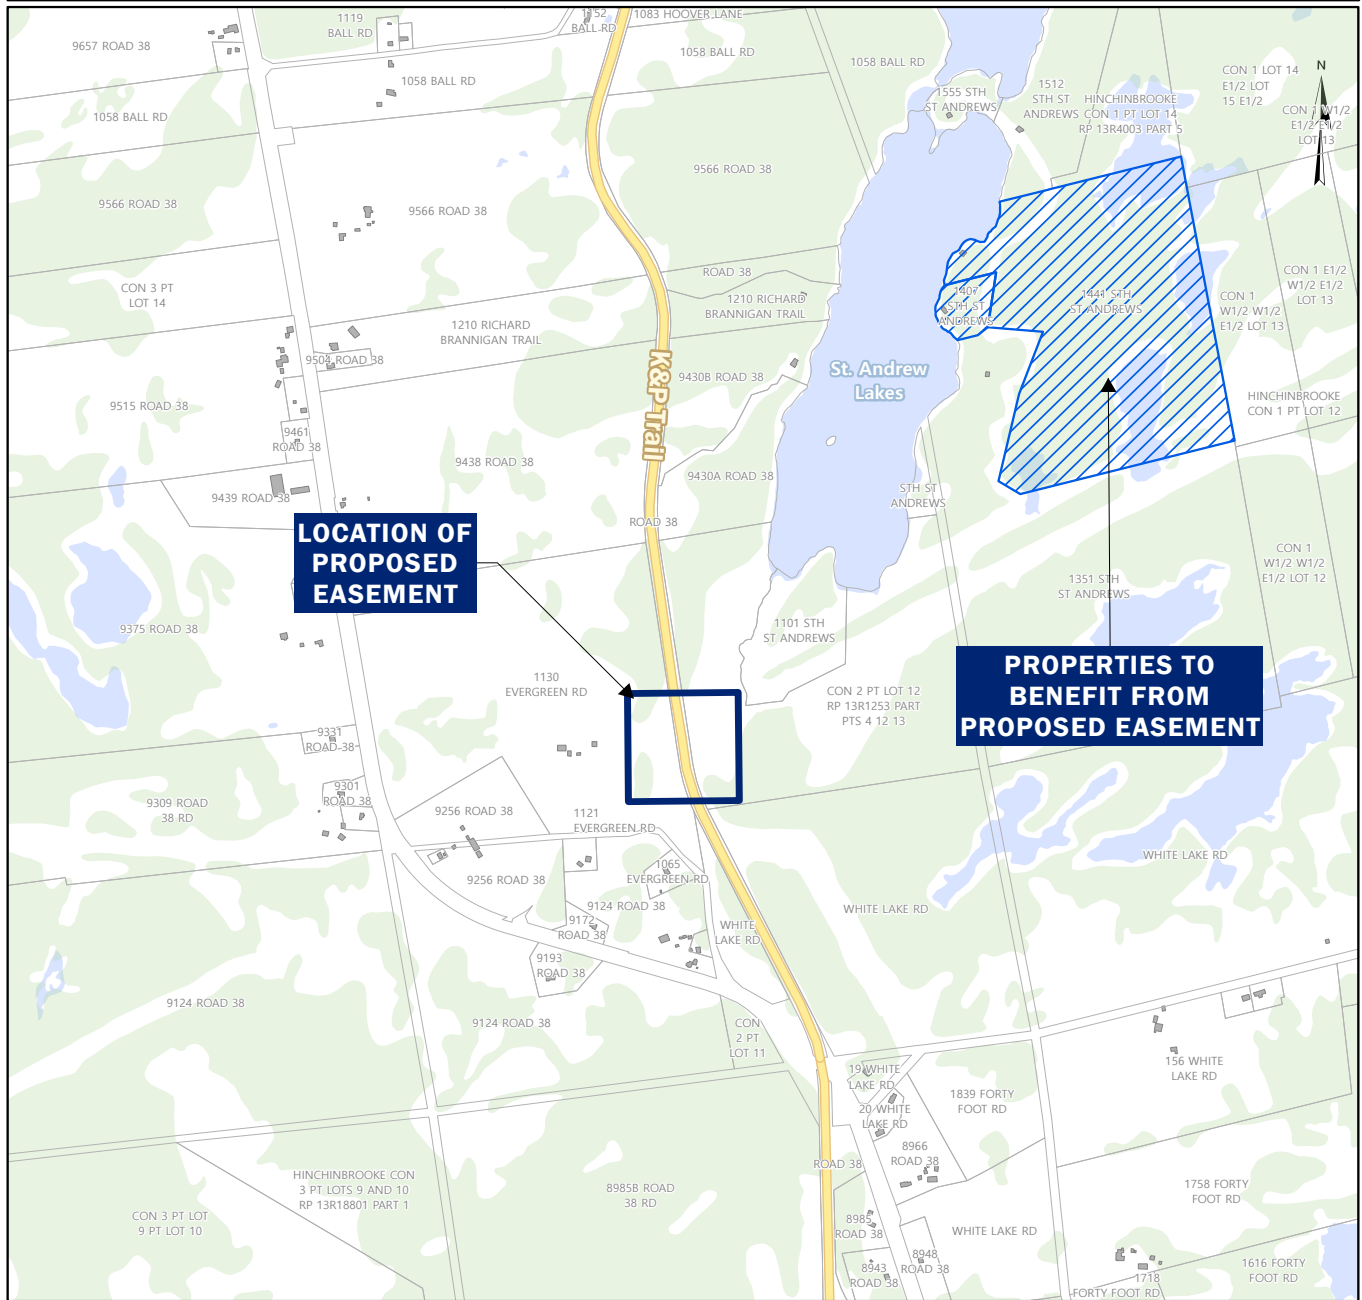 1119
BALL RD
1152
BALL RD
1083 HOOVER LANE
9657 ROAD 38
1058 BALL RD
1058 BALL RD
1058 BALL RD
1058 BALL RD
1555 STH
ST ANDREWS
1512
STH ST
ANDREWS
HINCHINBROOKE
CON 1 PT LOT 14
RP 13R4003 PART 5
CON 1 LOT 14
E1/2 LOT
15 E1/2
CON 1 W1/2
E1/2 E1/2
LOT 13
N
9566 ROAD 38
9566 ROAD 38
9566 ROAD 38
CON 3 PT
LOT 14
ROAD 38
1210 RICHARD
BRANNIGAN TRAIL
1210 RICHARD
BRANNIGAN TRAIL
1407
STH ST
ANDREWS
1441 STH
ST ANDREWS
CON 1
W1/2 W1/2
E1/2 LOT 13
CON 1 E1/2
W1/2 E1/2
LOT 13
9504 ROAD 38
K&P Trail
9430B ROAD 38
St. Andrew
Lakes
9515 ROAD 38
9461
ROAD 38
HINCHINBROOKE
CON 1 PT LOT 12
9438 ROAD 38
9430A ROAD 38
9439 ROAD 38
STH ST
ANDREWS
ROAD 38
LOCATION OF
PROPOSED
EASEMENT
CON 1
W1/2 W1/2
E1/2 LOT 12
1351 STH
ST ANDREWS
9375 ROAD 38
1101 STH
ST ANDREWS
PROPERTIES TO
BENEFIT FROM
PROPOSED EASEMENT
1130
EVERGREEN RD
CON 2 PT LOT 12
RP 13R1253 PART
PTS 4 12 13
9331
ROAD 38
9301
ROAD 38
9309 ROAD
38 RD
9256 ROAD 38
1121
EVERGREEN RD
WHITE LAKE RD
9256 ROAD 38
1065
EVERGREEN RD
9124 ROAD 38
WHITE LAKE RD
9172
ROAD 38
WHITE
LAKE RD
9193
ROAD 38
9124 ROAD 38
9124 ROAD 38
CON
2 PT
LOT 11
19 WHITE
LAKE RD
156 WHITE
LAKE RD
1839 FORTY
FOOT RD
20 WHITE
LAKE RD
8966
ROAD 38
ROAD 38
HINCHINBROOKE CON
3 PT LOTS 9 AND 10
RP 13R18801 PART 1
8985B ROAD
38 RD
1758 FORTY
FOOT RD
CON 3 PT LOT
9 PT LOT 10
8985
ROAD 38
WHITE LAKE RD
8948
ROAD 38
8943
ROAD 38
1718
FORTY FOOT RD
1616 FORTY
FOOT RD